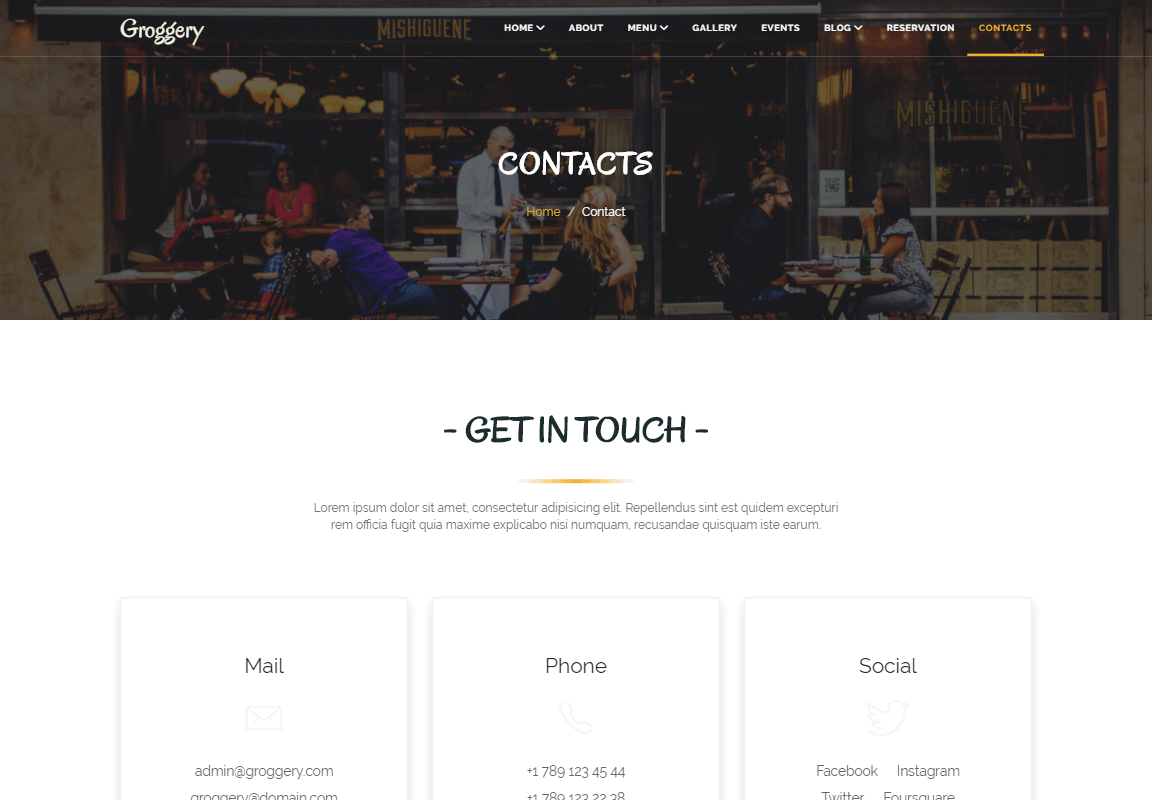 Groggery
MISHIGUENE
HOME ABOUT MENU GALLERY EVENTS BLOG RESERVATION CONTACTS
MISHIGUENE
CONTACTS
Home / Contact
- GET IN TOUCH -
Lorem ipsum dolor sit amet, consectetur adipisicing elit. Repellendus sint est quidem excepturi
rem officia fugit quia maxime explicabo nisi numquam, recusandae quisquam iste earum.
Mail
Phone
Social
admin@groggery.com
+1 789 123 45 44
Facebook Instagram
groggery@domain.com
+1 789 123 22 38
Twitter Foursquare